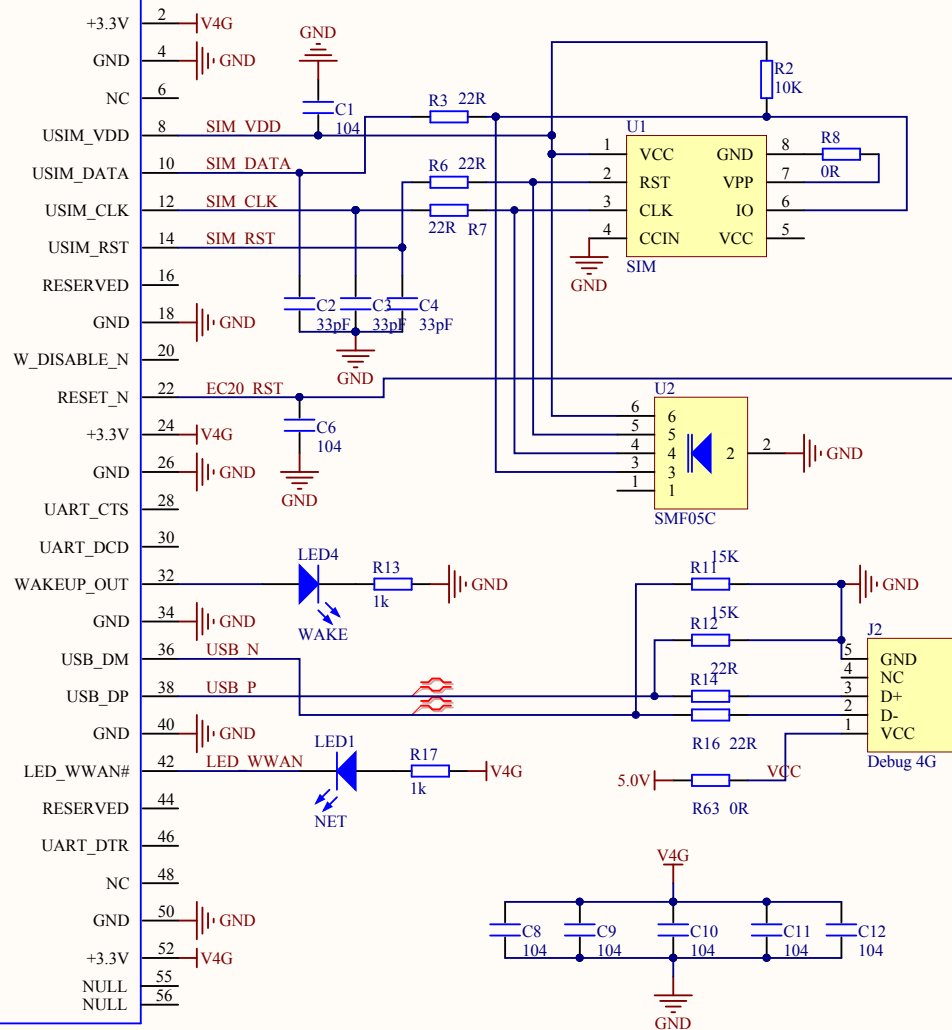 +3.3V 2 V4G
GND 4 GND
NC 6
USIM_VDD 8 SIM_VDD
USIM_DATA 10 SIM_DATA
USIM_CLK 12 SIM_CLK
USIM_RST 14 SIM_RST
RESERVED 16
GND 18 GND
W_DISABLE_N 20
RESET_N 22 EC20_RST
+3.3V 24 V4G
GND 26 GND
UART_CTS 28
UART_DCD 30
WAKEUP_OUT 32
GND 34 GND
USB_DM 36 USB_N
USB_DP 38 USB_P
GND 40 GND
LED_WWAN# 42 LED_WWAN
RESERVED 44
UART_DTR 46
NC 48
GND 50 GND
+3.3V 52 V4G
NULL 55
NULL 56
GND
C1
104
R3 22R
R6 22R
22R R7
C2
33pF
C3
33pF
C4
33pF
GND
C6
104
GND
R2
10K
U1
1 VCC GND 8
2 RST VPP 7
3 CLK IO 6
4 CCIN VCC 5
SIM
GND
R8
0R
U2
6 6
5 5
4 4
3 3
1 1
2 2 GND
SMF05C
LED4
WAKE
R13
1k
GND
15K
R11
GND
15K
R12
22R
R14
R16 22R
J2
5 GND
4 NC
3 D+
2 D-
1 VCC
Debug 4G
5.0V
VCC
R63 0R
LED1
NET
R17
1k
V4G
V4G
C8
104
C9
104
C10
104
C11
104
C12
104
GND